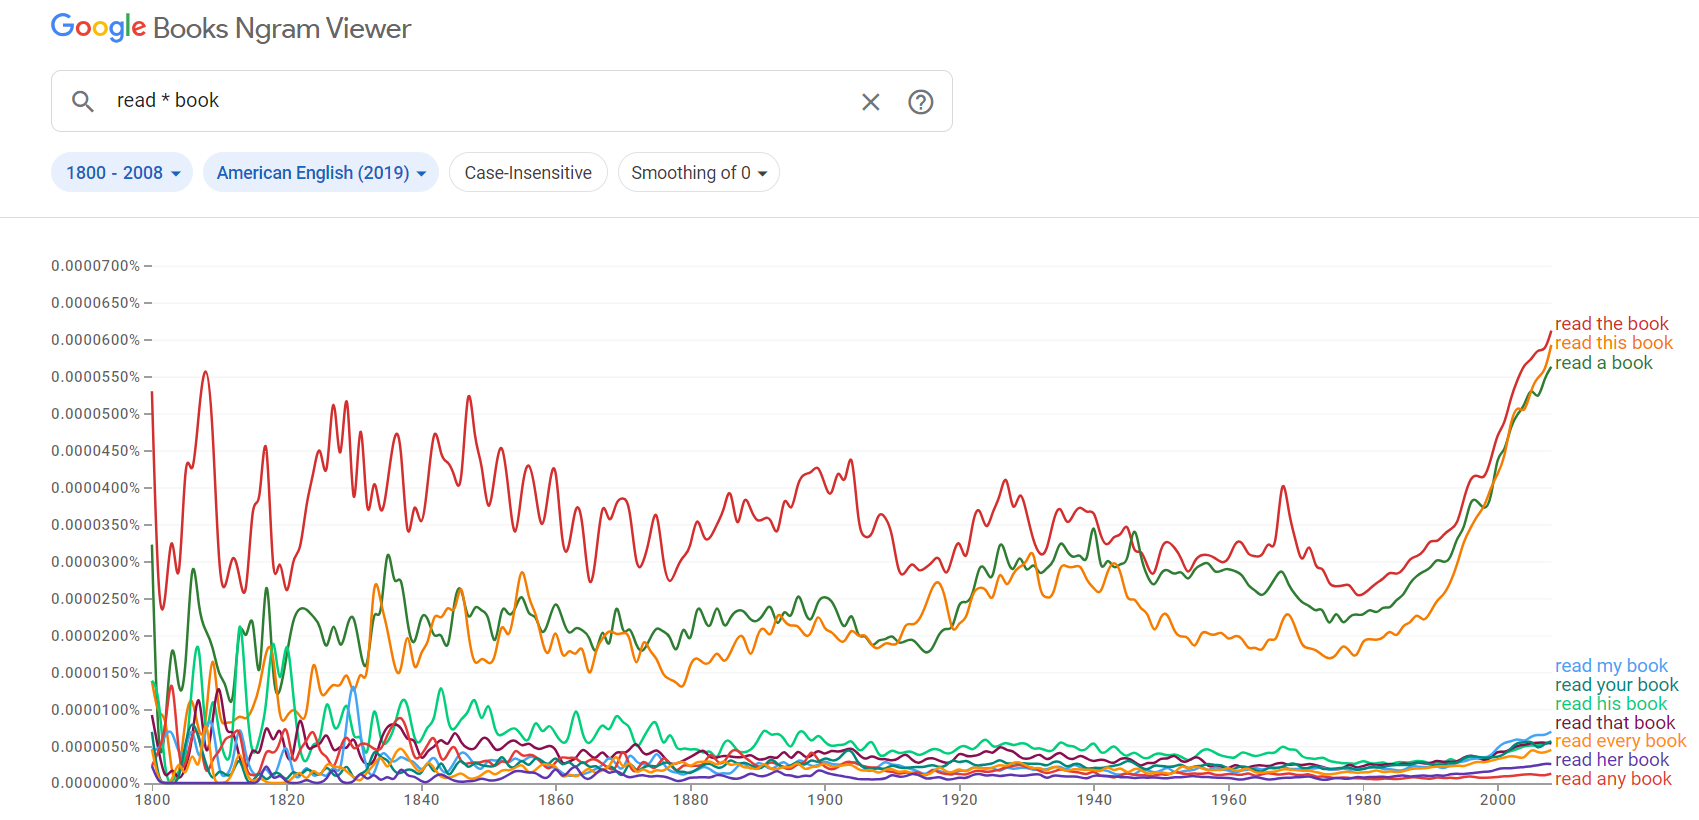 Google Books Ngram Viewer
read * book
1800 - 2008
American English (2019)
Case-Insensitive
Smoothing of 0
0.0000700%
0.0000650%
0.0000600%
0.0000550%
0.0000500%
0.0000450%
0.0000400%
0.0000350%
0.0000300%
0.0000250%
0.0000200%
0.0000150%
0.0000100%
0.0000050%
0.0000000%
1800 1820 1840 1860 1880 1900 1920 1940 1960 1980 2000
read the book
read this book
read a book
read my book
read your book
read his book
read that book
read every book
read her book
read any book